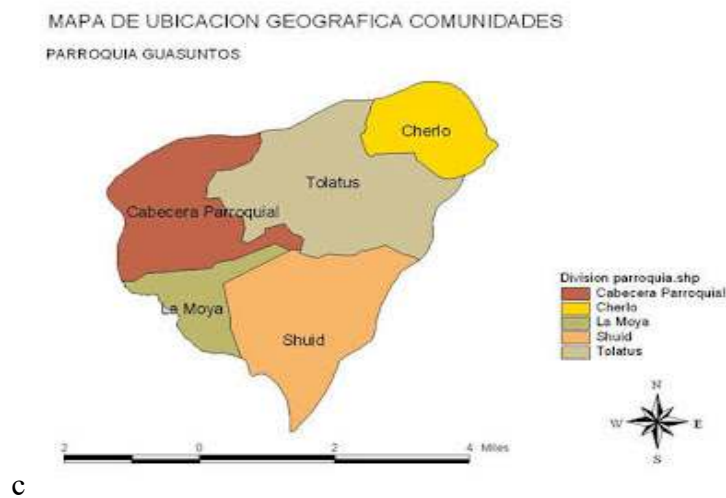 MAPA DE UBICACION GEOGRAFICA COMUNIDADES
PARROQUIA GUASUNTOS
Cherlo
Tolatus
Cabecera Parroquial
La Moya
Shuid
Division parroquia.shp
Cabecera Parroquial
Cherlo
La Moya
Shuid
Tolatus
N
W E
S
2 0 2 4 Miles
c